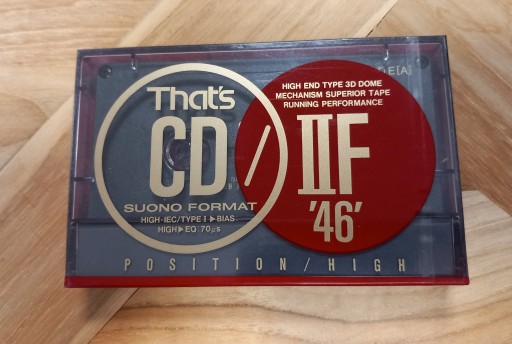 That's
CD/IIF
'46'
SUONO FORMAT
HIGH·IEC/TYPE I▶BIAS
HIGH▶EQ 70μs
HIGH END TYPE 3D DOME
MECHANISM SUPERIOR TAPE
RUNNING PERFORMANCE
POSITION/HIGH